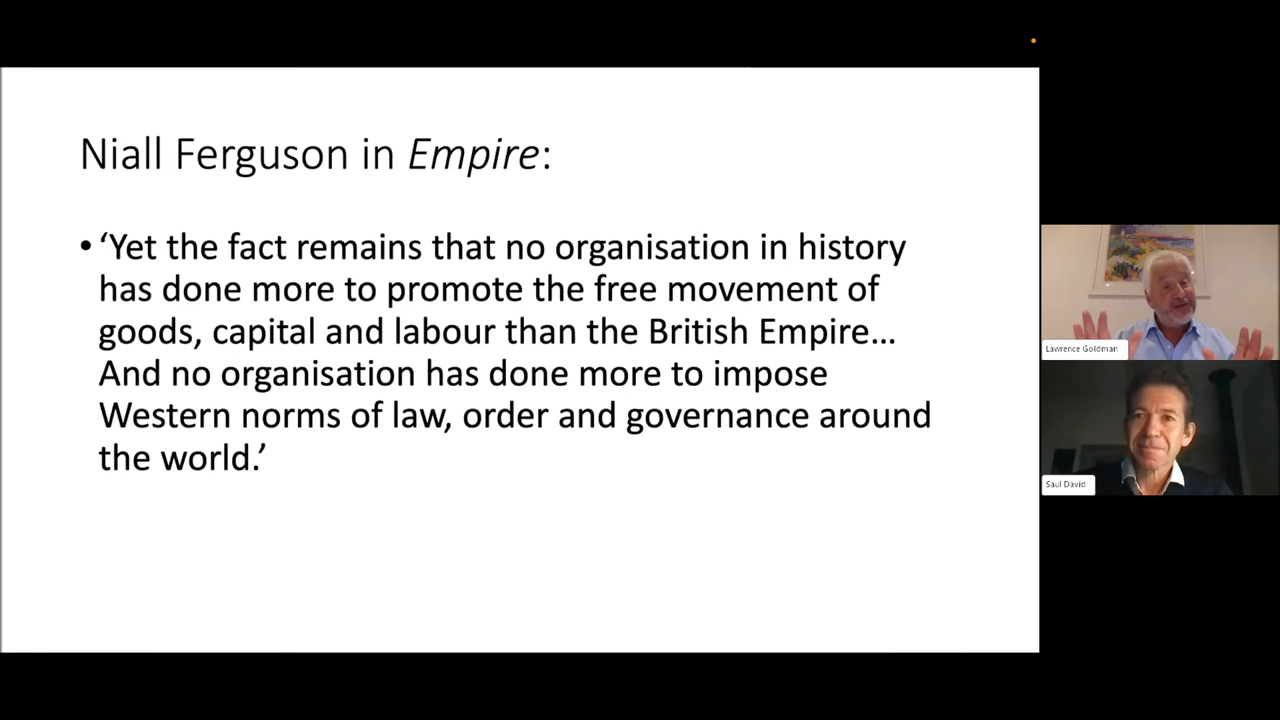 Niall Ferguson in Empire:
• ‘Yet the fact remains that no organisation in history
has done more to promote the free movement of
goods, capital and labour than the British Empire…
And no organisation has done more to impose
Western norms of law, order and governance around
the world.’
Lawrence Goldman
Saul David